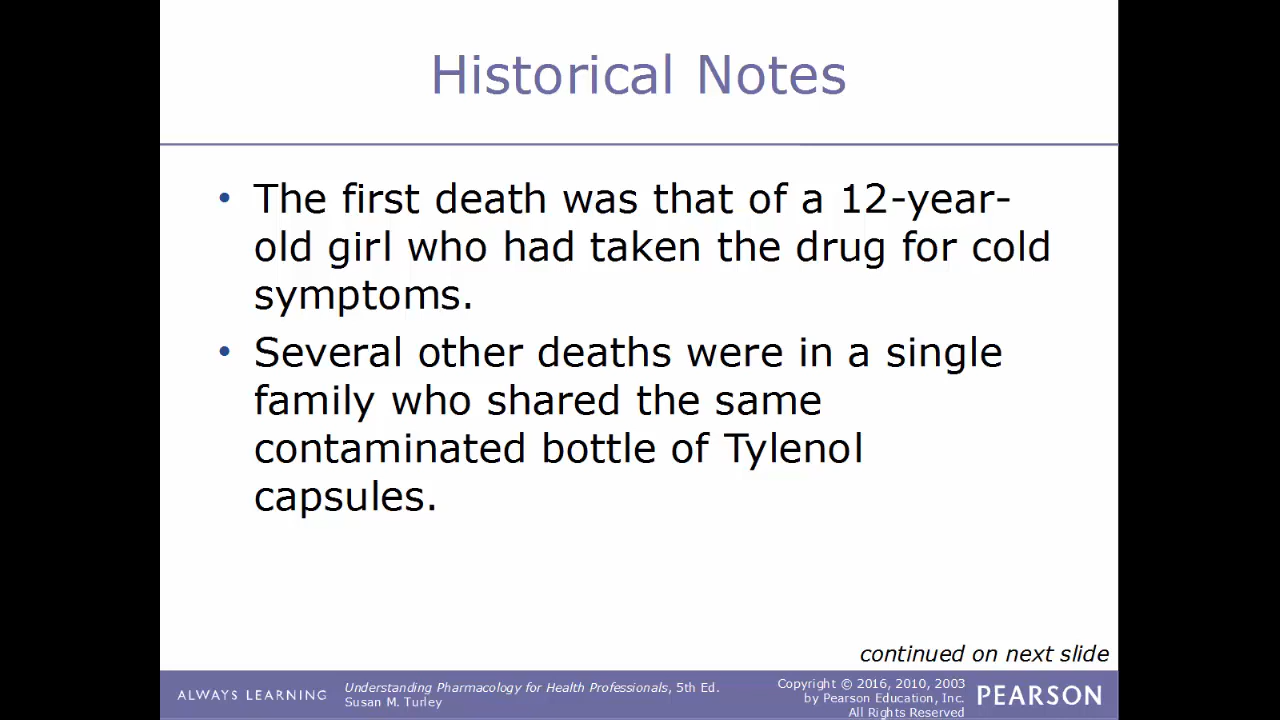 Historical Notes
• The first death was that of a 12-year-
old girl who had taken the drug for cold
symptoms.
• Several other deaths were in a single
family who shared the same
contaminated bottle of Tylenol
capsules.
continued on next slide
ALWAYS LEARNING
Understanding Pharmacology for Health Professionals, 5th Ed.
Susan M. Turley
Copyright © 2016, 2010, 2003
by Pearson Education, Inc.
All Rights Reserved
PEARSON